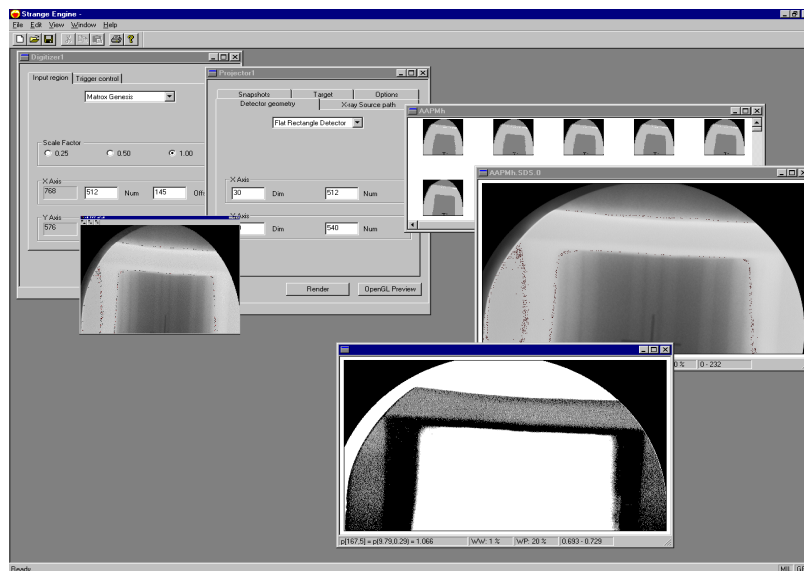 Strange Engine -
File Edit View Window Help
Digitizer1
Input region Trigger control
Matrox Genesis
Scale Factor
0.25 0.50 1.00
X Axis
768 512 Num 145
Y Axis
576
Projector1
Snapshots Target Options
Detector geometry X-ray Source path
Flat Rectangle Detector
X Axis
30 Dim 512 Num
Dim 540 Num
Render OpenGL Preview
AAPMh
AAPMh.SDS.0
0 % 0 - 232
p[167,5] = p(9.79,0.29) = 1.066 WW: 1 % WP: 20 % 0.693 - 0.729
Ready MIL